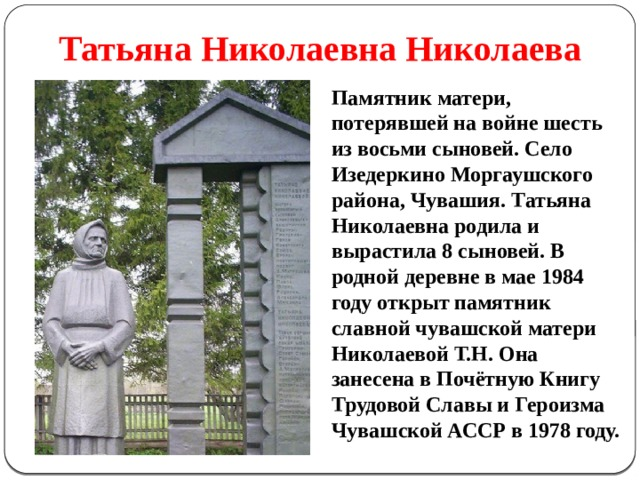 Татьяна Николаевна Николаева
Памятник матери,
потерявшей на войне шесть
из восьми сыновей. Село
Изедеркино Моргаушского
района, Чувашия. Татьяна
Николаевна родила и
вырастила 8 сыновей. В
родной деревне в мае 1984
году открыт памятник
славной чувашской матери
Николаевой Т.Н. Она
занесена в Почётную Книгу
Трудовой Славы и Героизма
Чувашской АССР в 1978 году.